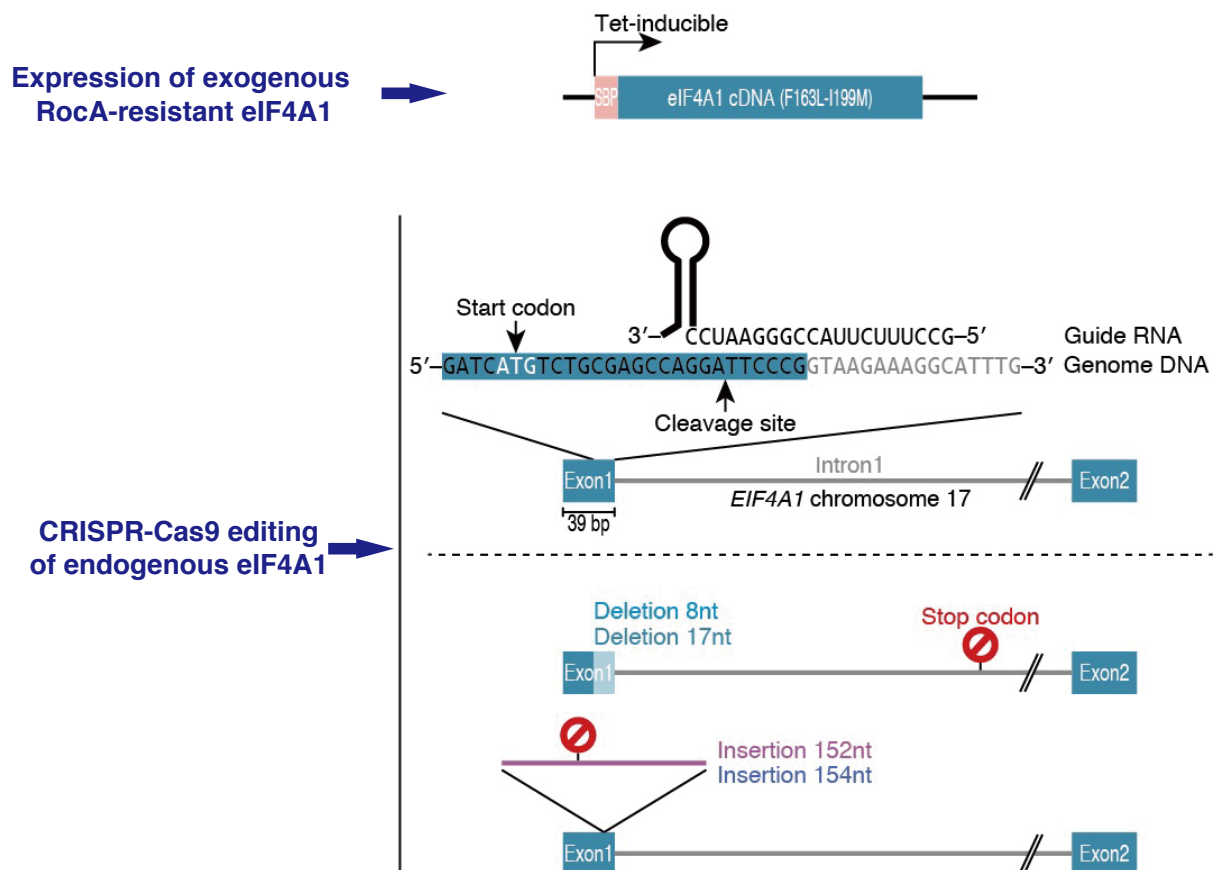 Tet-inducible
Expression of exogenous
RocA-resistant eIF4A1
SBP
eIF4A1 cDNA (F163L-I199M)
Start codon
3′–CCUAAGGGCCAUUCUUUCCG–5′
Guide RNA
5′–GATCATGTCTGCGAGCCAGGATTCCCGGTAAGAAAGGCATTTG–3′
Genome DNA
Cleavage site
Exon1
Intron1
Exon2
EIF4A1 chromosome 17
39 bp
CRISPR-Cas9 editing
of endogenous eIF4A1
Deletion 8nt
Deletion 17nt
Stop codon
Exon1
Exon2
Insertion 152nt
Insertion 154nt
Exon1
Exon2